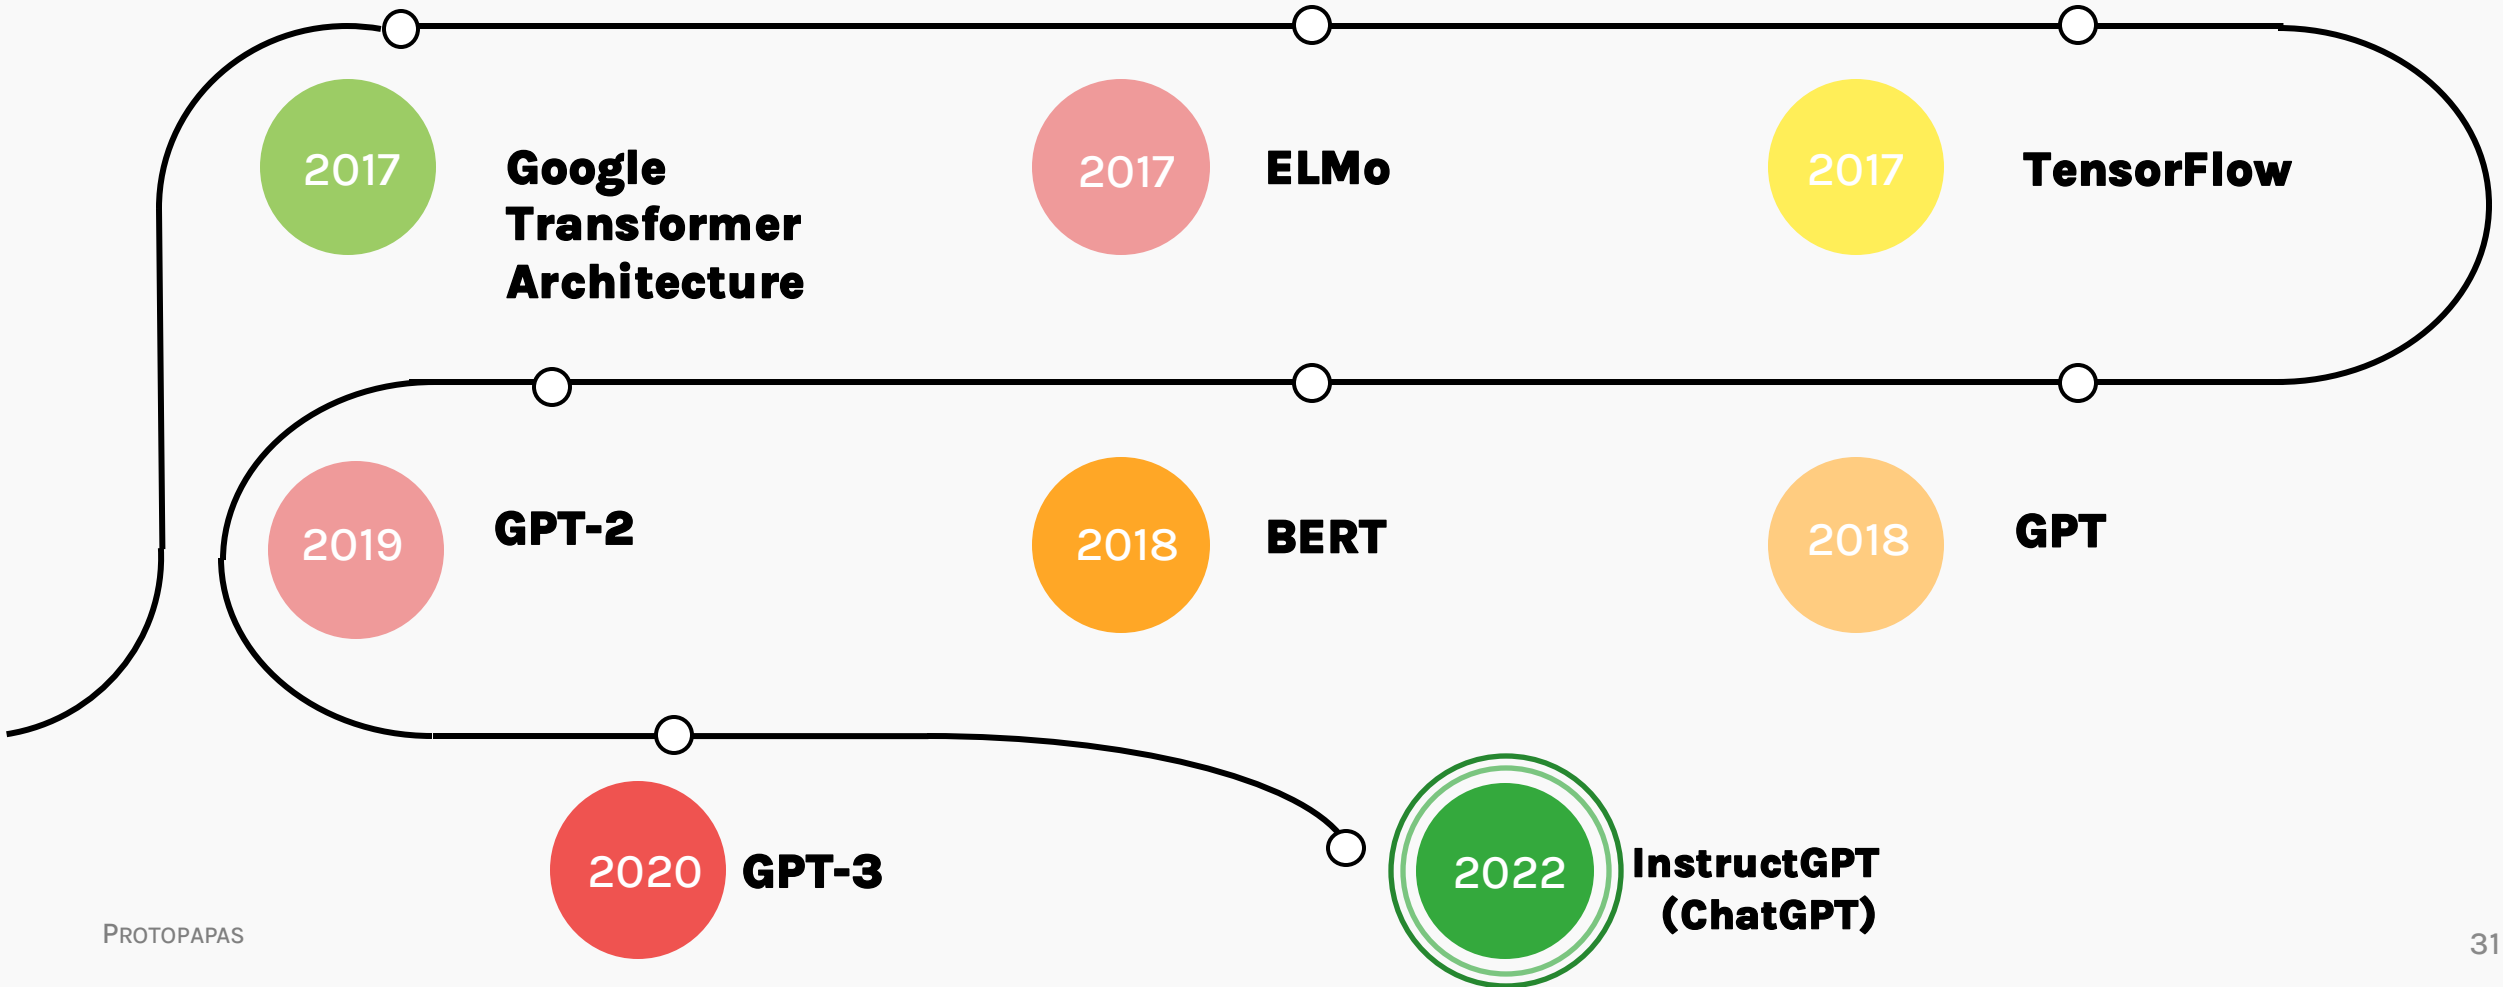 2017
Google
Transformer
Architecture
2017
ELMo
2017
TensorFlow
2019
GPT-2
2018
BERT
2018
GPT
2020
GPT-3
2022
InstructGPT
(ChatGPT)
PROTOPAPAS
31